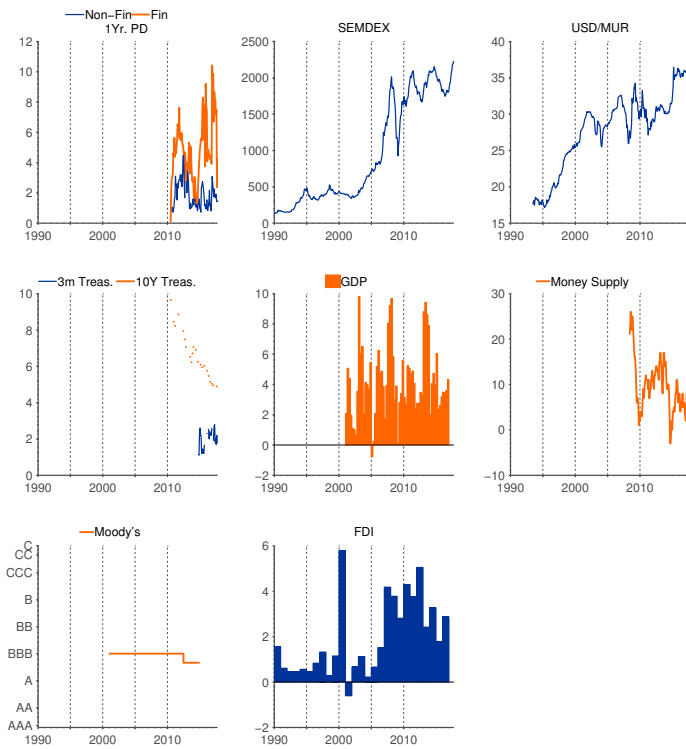 Non−Fin Fin
1Yr. PD
12
10
8
6
4
2
0
1990 2000 2010
SEMDEX
2500
2000
1500
1000
500
0
1990 2000 2010
USD/MUR
40
35
30
25
20
15
1990 2000 2010
3m Treas. 10Y Treas.
10
8
6
4
2
0
1990 2000 2010
GDP
10
8
6
4
2
0
−2
1990 2000 2010
Money Supply
30
20
10
0
−10
1990 2000 2010
Moody's
C
CC
CCC
B
BB
BBB
A
AA
AAA
1990 2000 2010
FDI
6
4
2
0
−2
1990 2000 2010